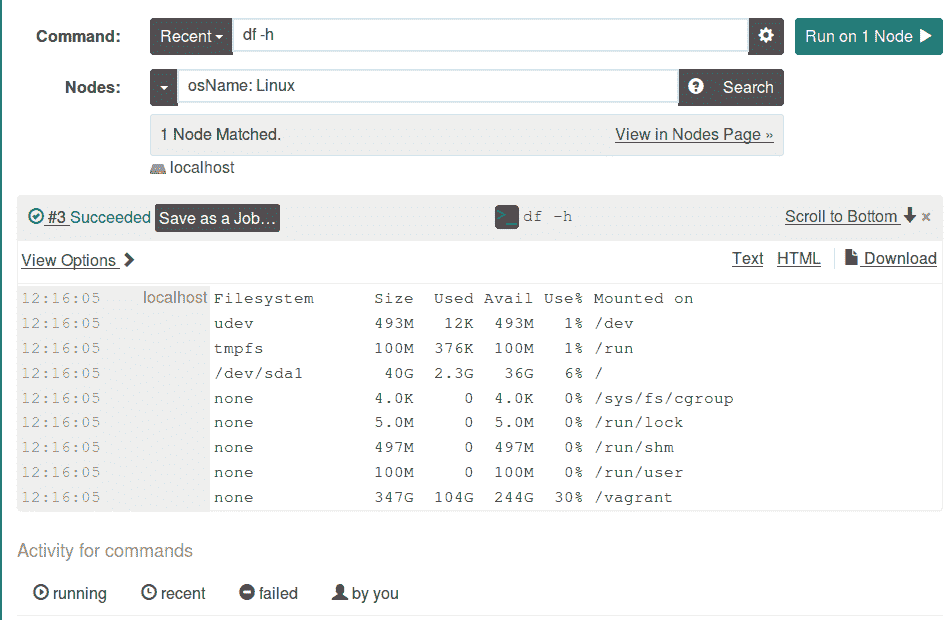 Command: Recent df -h Run on 1 Node
Nodes: osName: Linux Search
1 Node Matched. View in Nodes Page »
localhost
#3 Succeeded Save as a Job… >_ df -h Scroll to Bottom ×
View Options Text HTML Download
12:16:05 localhost Filesystem Size Used Avail Use% Mounted on
12:16:05 udev 493M 12K 493M 1% /dev
12:16:05 tmpfs 100M 376K 100M 1% /run
12:16:05 /dev/sda1 40G 2.3G 36G 6% /
12:16:05 none 4.0K 0 4.0K 0% /sys/fs/cgroup
12:16:05 none 5.0M 0 5.0M 0% /run/lock
12:16:05 none 497M 0 497M 0% /run/shm
12:16:05 none 100M 0 100M 0% /run/user
12:16:05 none 347G 104G 244G 30% /vagrant
Activity for commands
running recent failed by you